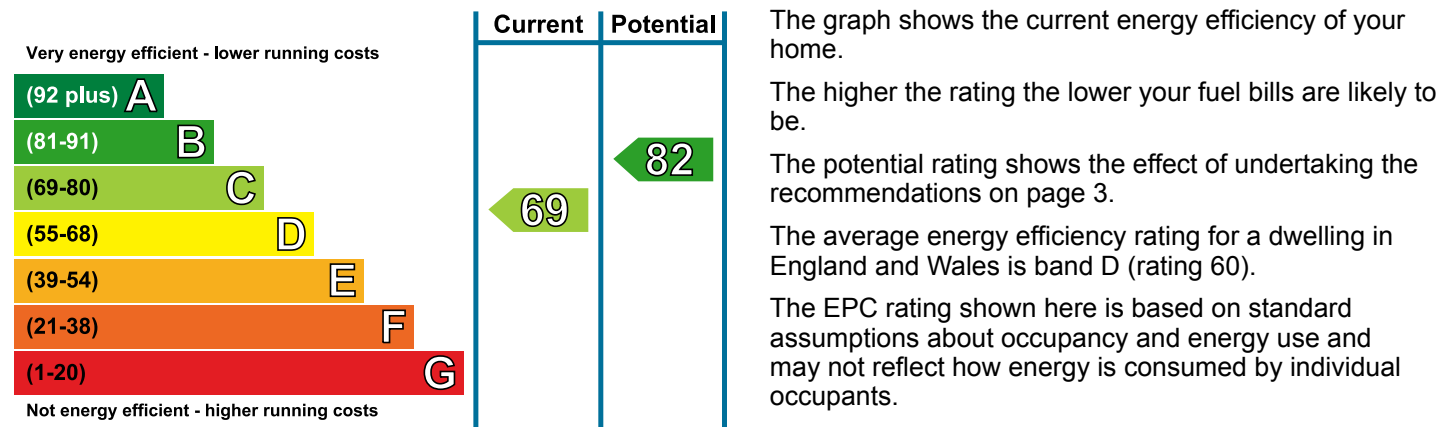 Current Potential
Very energy efficient - lower running costs
(92 plus) A
(81-91) B
82
(69-80) C
69
(55-68) D
(39-54) E
(21-38) F
(1-20) G
Not energy efficient - higher running costs
The graph shows the current energy efficiency of your
home.
The higher the rating the lower your fuel bills are likely to
be.
The potential rating shows the effect of undertaking the
recommendations on page 3.
The average energy efficiency rating for a dwelling in
England and Wales is band D (rating 60).
The EPC rating shown here is based on standard
assumptions about occupancy and energy use and
may not reflect how energy is consumed by individual
occupants.